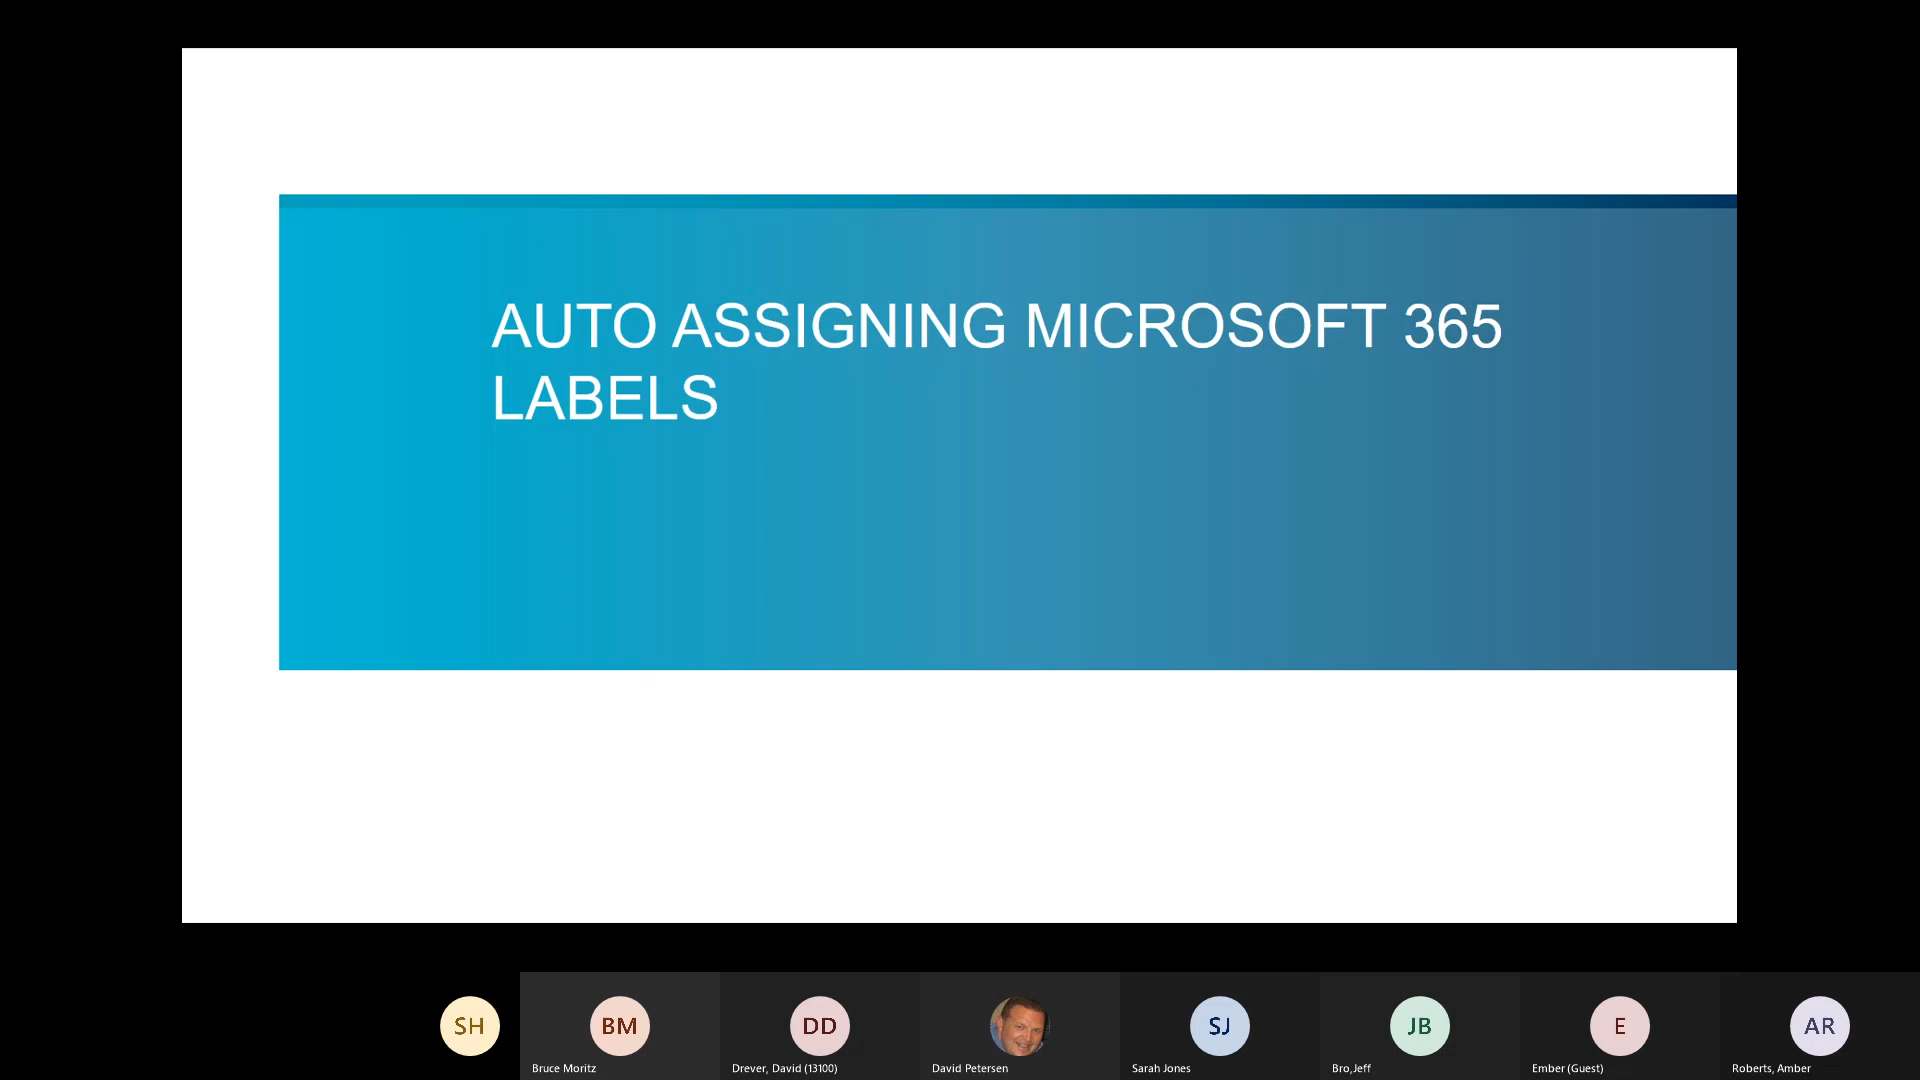 AUTO ASSIGNING MICROSOFT 365
LABELS
SH
BM
DD
SJ
JB
E
AR
Bruce Moritz
Drever, David (13100)
David Petersen
Sarah Jones
Bro,Jeff
Ember (Guest)
Roberts, Amber